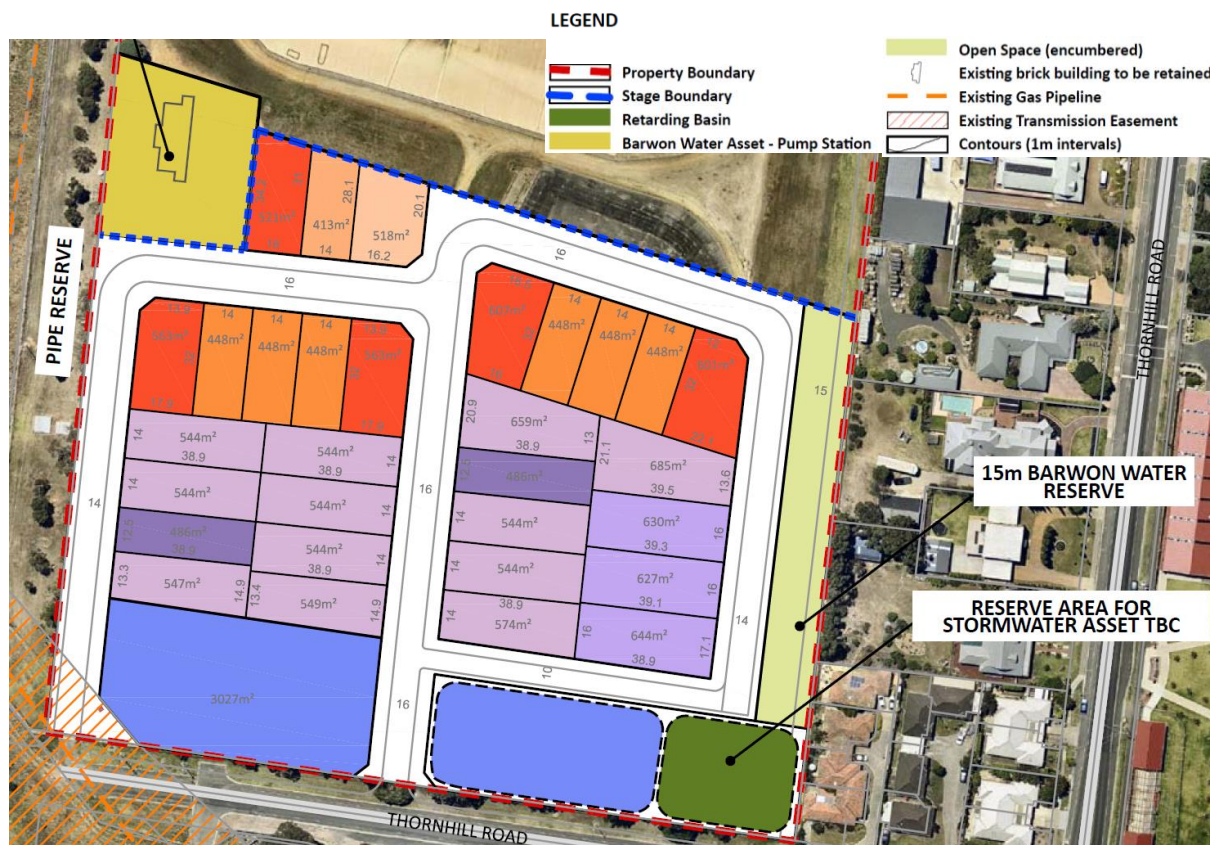 LEGEND
Property Boundary
Stage Boundary
Retarding Basin
Barwon Water Asset - Pump Station
Open Space (encumbered)
Existing brick building to be retained
Existing Gas Pipeline
Existing Transmission Easement
Contours (1m intervals)
PIPE RESERVE
THORNHILL ROAD
413m²
28.1
14
518m²
20.1
16.2
16
16
448m²
448m²
448m²
14
14
14
14
448m²
448m²
448m²
16
15
544m²
38.9
14
544m²
38.9
14
544m²
14
544m²
14
486m²
38.9
12.5
544m²
38.9
14
547m²
13.3
14.9
549m²
13.4
14.9
14
16
3027m²
16
659m²
20.9
38.9
13
486m²
12.5
544m²
14
544m²
14
38.9
574m²
14
16
685m²
21.1
39.5
13.6
630m²
39.3
16
627m²
39.1
16
644m²
38.9
17.1
14
10
15m BARWON WATER
RESERVE
RESERVE AREA FOR
STORMWATER ASSET TBC
THORNHILL ROAD